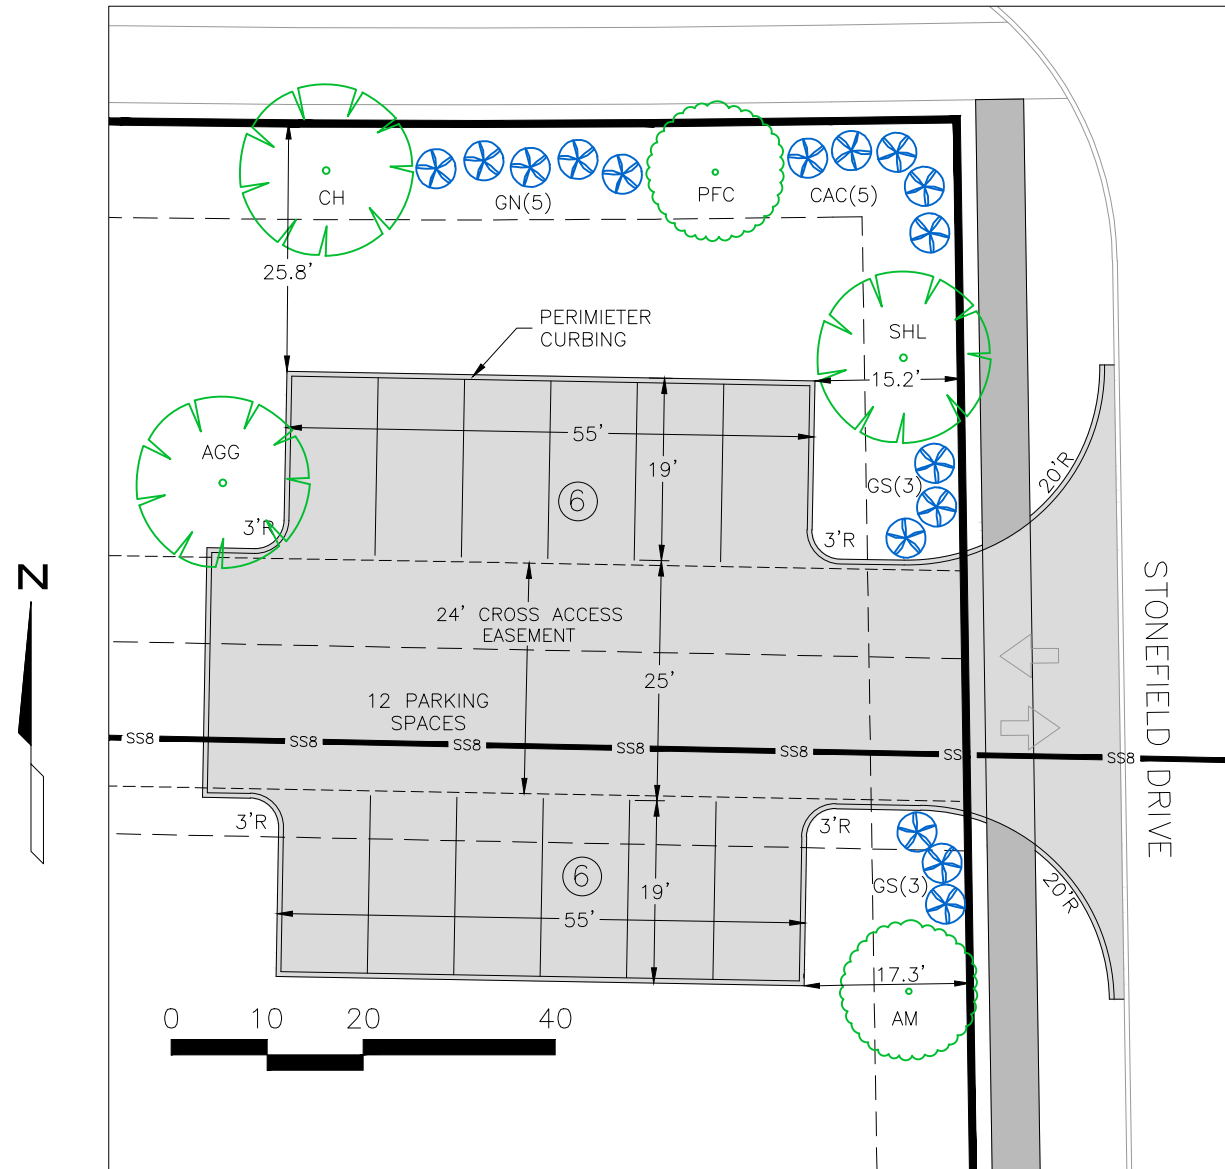 CH
GN(5)
PFC
CAC(5)
25.8'
PERIMIETER
CURBING
SHL
15.2'
AGG
55'
19'
GS(3)
20'R
6
3'R
3'R
N
24' CROSS ACCESS
EASEMENT
25'
12 PARKING
SPACES
STONEFIELD DRIVE
SS8
SS8
SS8
SS8
SS8
SS
SS8
3'R
3'R
6
19'
GS(3)
20'R
55'
17.3'
AM
0 10 20 40